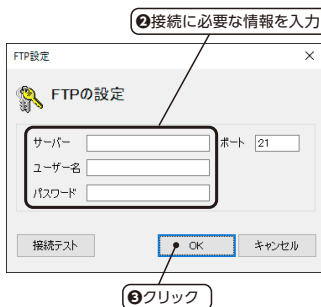 ❷接続に必要な情報を入力
FTP設定
FTPの設定
サーバー
ポート 21
ユーザー名
パスワード
接続テスト OK キャンセル
❸クリック